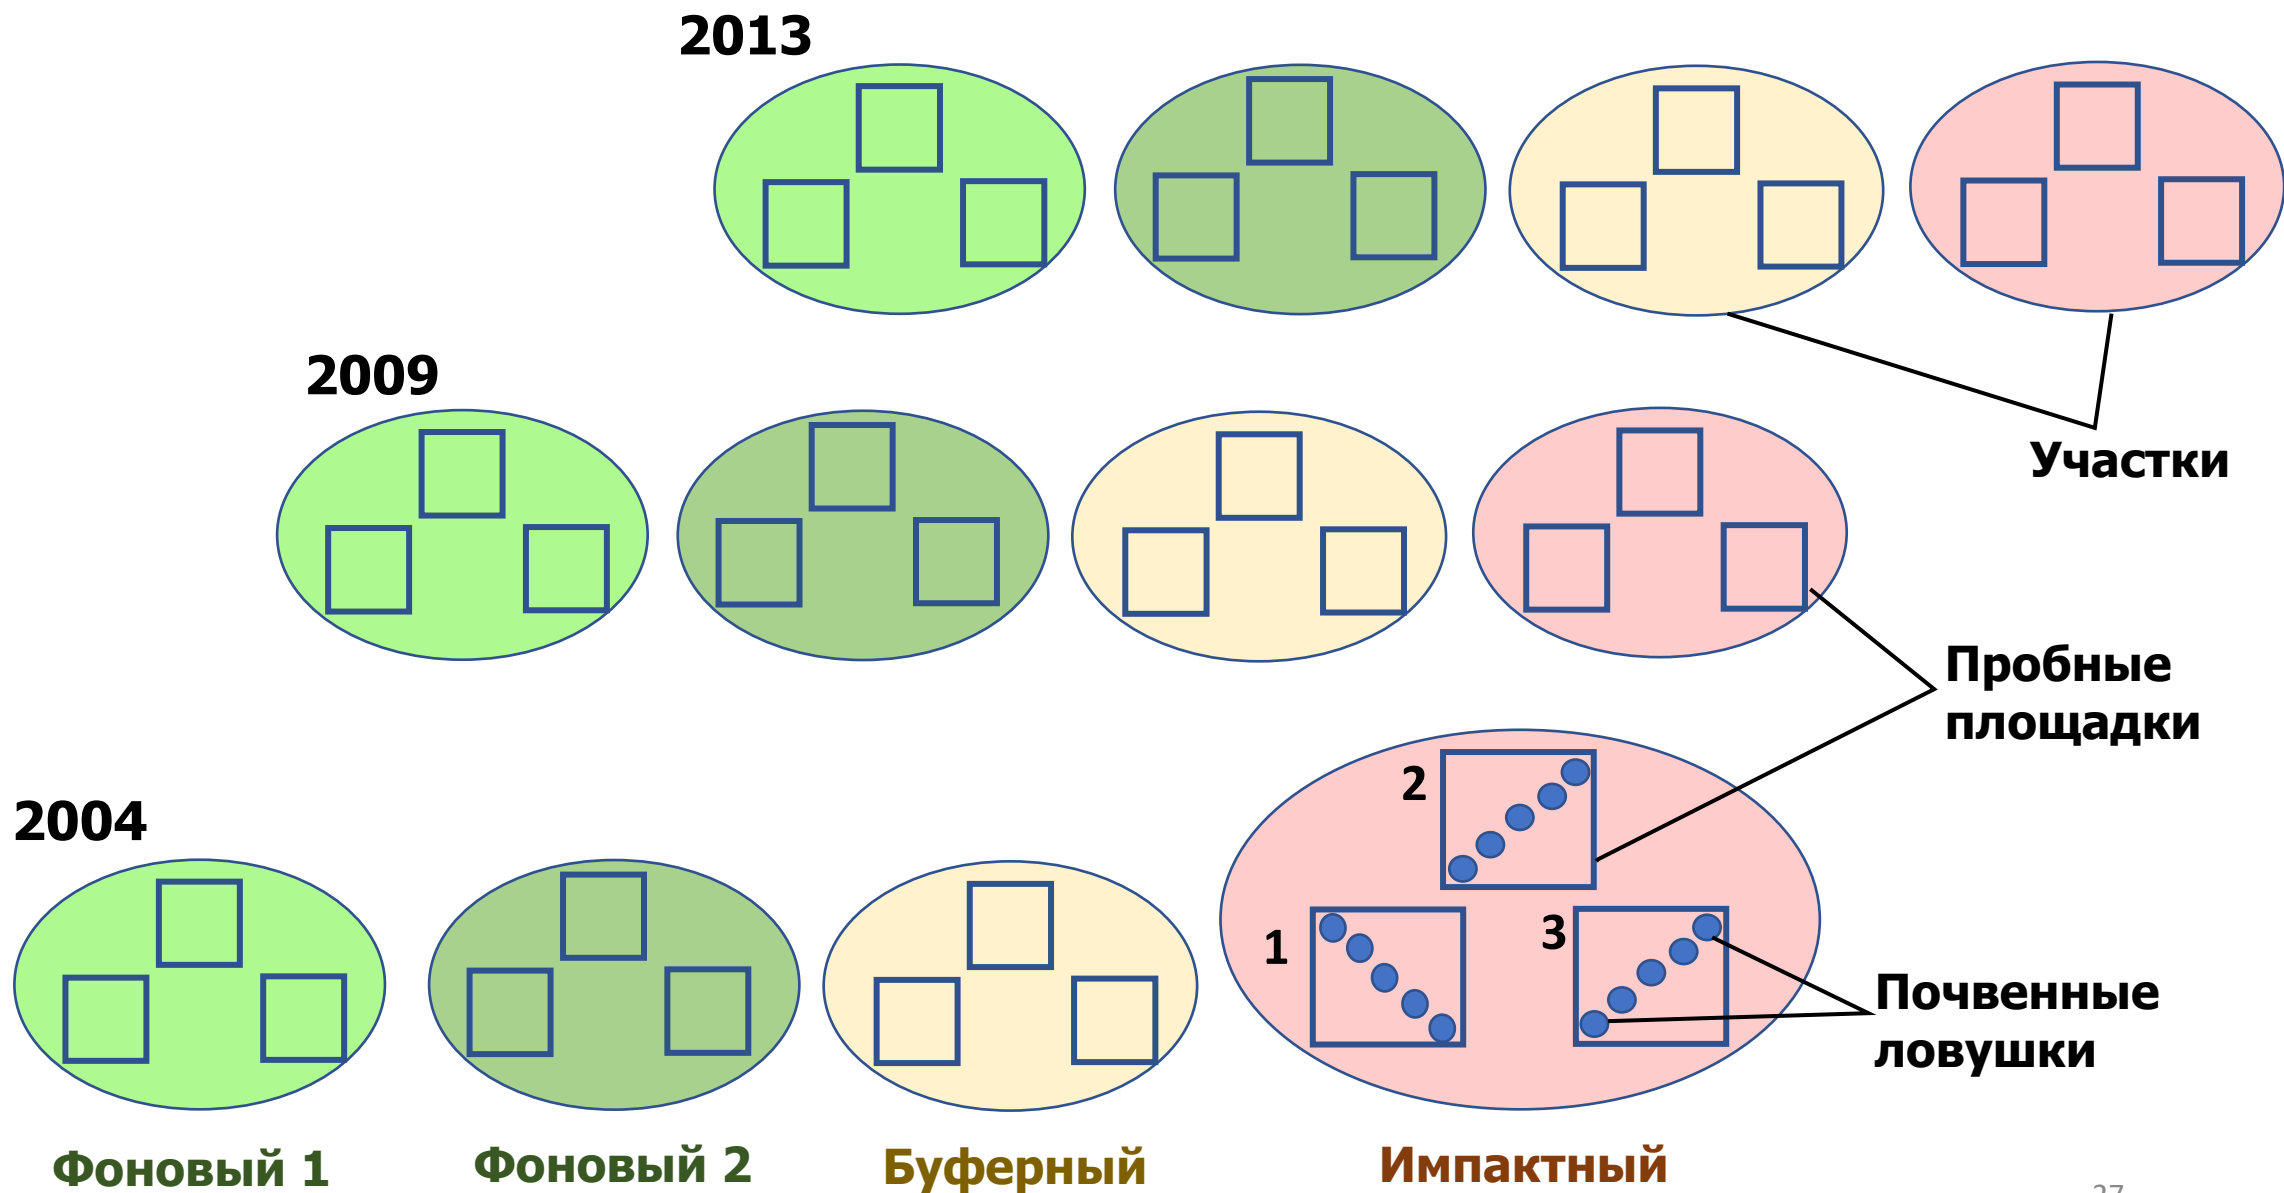 2013
2009
Участки
Пробные
площадки
2004
2
1
3
Почвенные
ловушки
Фоновый 1
Фоновый 2
Буферный
Импактный